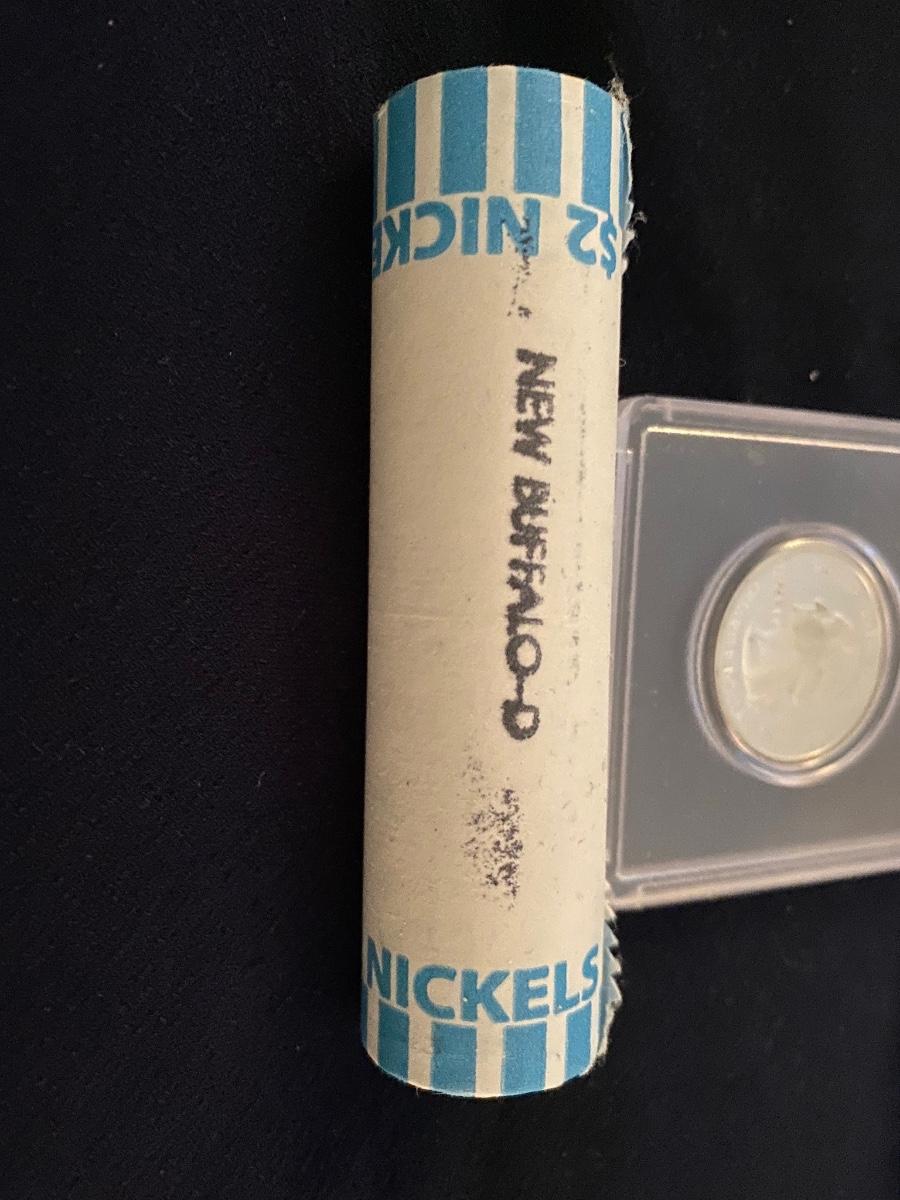 $2 NICKE
NEW BUFFALO-D
NICKELS